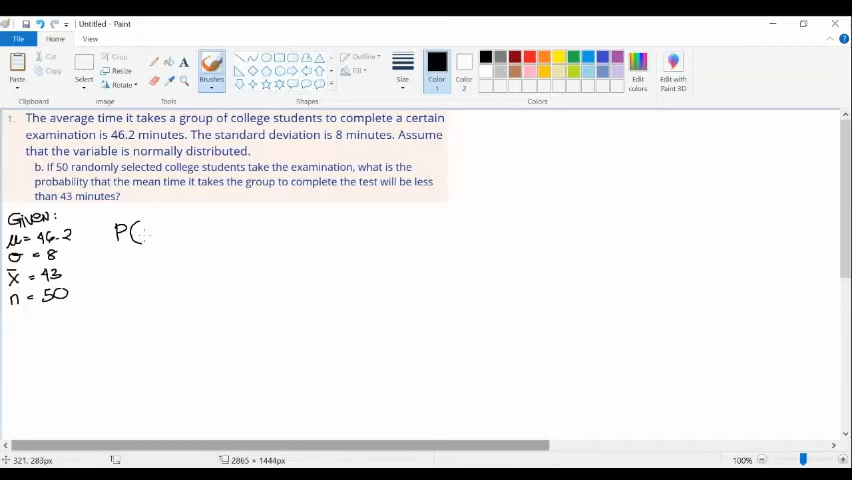 Untitled - Paint
File Home View
Paste
Cut
Copy
Clipboard
Select
Crop
Resize
Rotate
Image
A
Tools
Brushes
Outline
Fill
Shapes
Size
Color 1
Color 2
Edit colors
Edit with Paint 3D
Colors
1. The average time it takes a group of college students to complete a certain
examination is 46.2 minutes. The standard deviation is 8 minutes. Assume
that the variable is normally distributed.
b. If 50 randomly selected college students take the examination, what is the
probability that the mean time it takes the group to complete the test will be less
than 43 minutes?
Given:
μ = 46.2
σ = 8
x̄ = 43
n = 50
P(
321, 283px
2865 × 1444px
100%